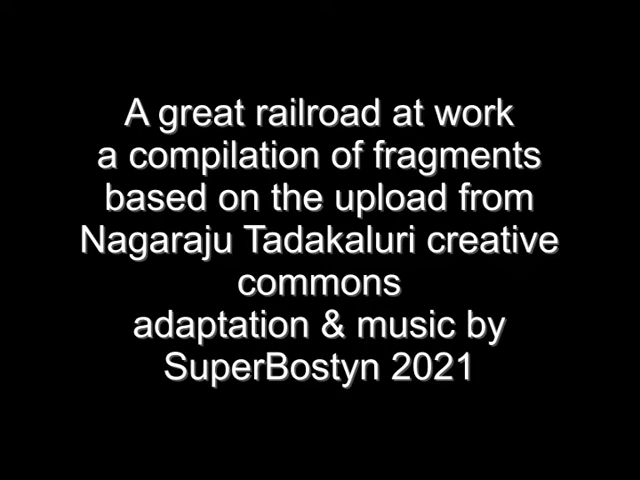 A great railroad at work
a compilation of fragments
based on the upload from
Nagaraju Tadakaluri creative
commons
adaptation & music by
SuperBostyn 2021